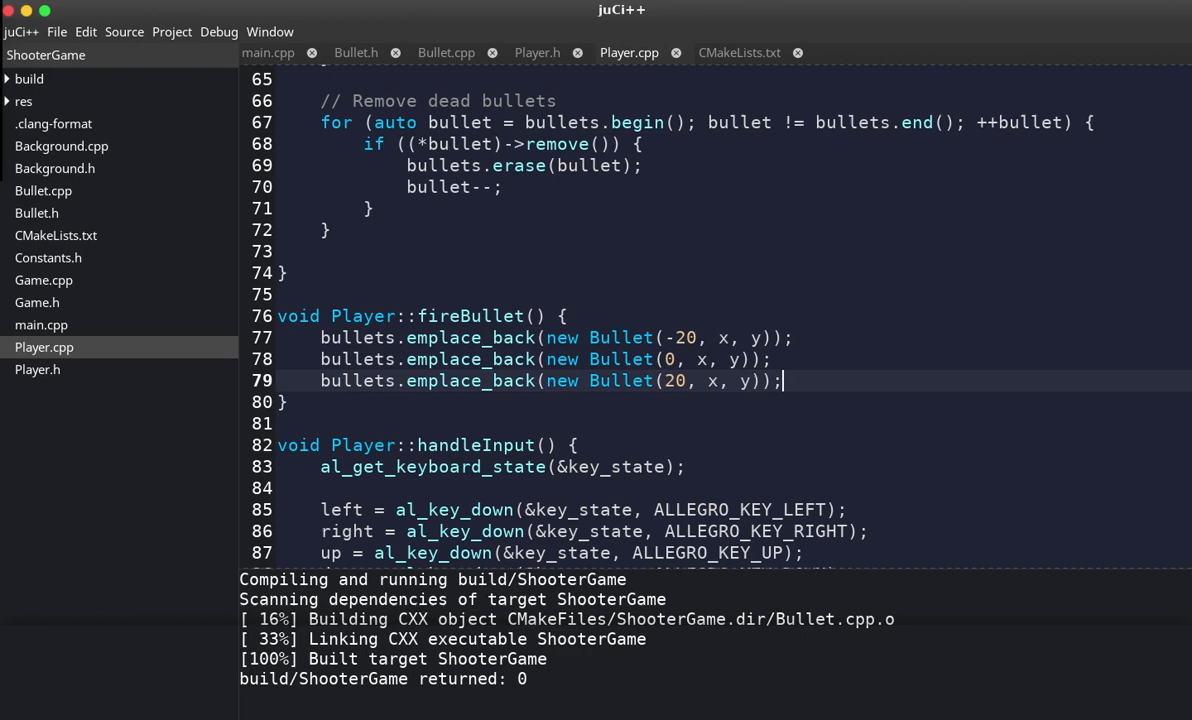 juCi++
juCi++ File Edit Source Project Debug Window
ShooterGame
build
res
.clang-format
Background.cpp
Background.h
Bullet.cpp
Bullet.h
CMakeLists.txt
Constants.h
Game.cpp
Game.h
main.cpp
Player.cpp
Player.h
main.cpp Bullet.h Bullet.cpp Player.h Player.cpp CMakeLists.txt
65
66 // Remove dead bullets
67 for (auto bullet = bullets.begin(); bullet != bullets.end(); ++bullet) {
68 if ((*bullet)->remove()) {
69 bullets.erase(bullet);
70 bullet--;
71 }
72 }
73
74 }
75
76 void Player::fireBullet() {
77 bullets.emplace_back(new Bullet(-20, x, y));
78 bullets.emplace_back(new Bullet(0, x, y));
79 bullets.emplace_back(new Bullet(20, x, y));
80 }
81
82 void Player::handleInput() {
83 al_get_keyboard_state(&key_state);
84
85 left = al_key_down(&key_state, ALLEGRO_KEY_LEFT);
86 right = al_key_down(&key_state, ALLEGRO_KEY_RIGHT);
87 up = al_key_down(&key_state, ALLEGRO_KEY_UP);
Compiling and running build/ShooterGame
Scanning dependencies of target ShooterGame
[ 16%] Building CXX object CMakeFiles/ShooterGame.dir/Bullet.cpp.o
[ 33%] Linking CXX executable ShooterGame
[100%] Built target ShooterGame
build/ShooterGame returned: 0